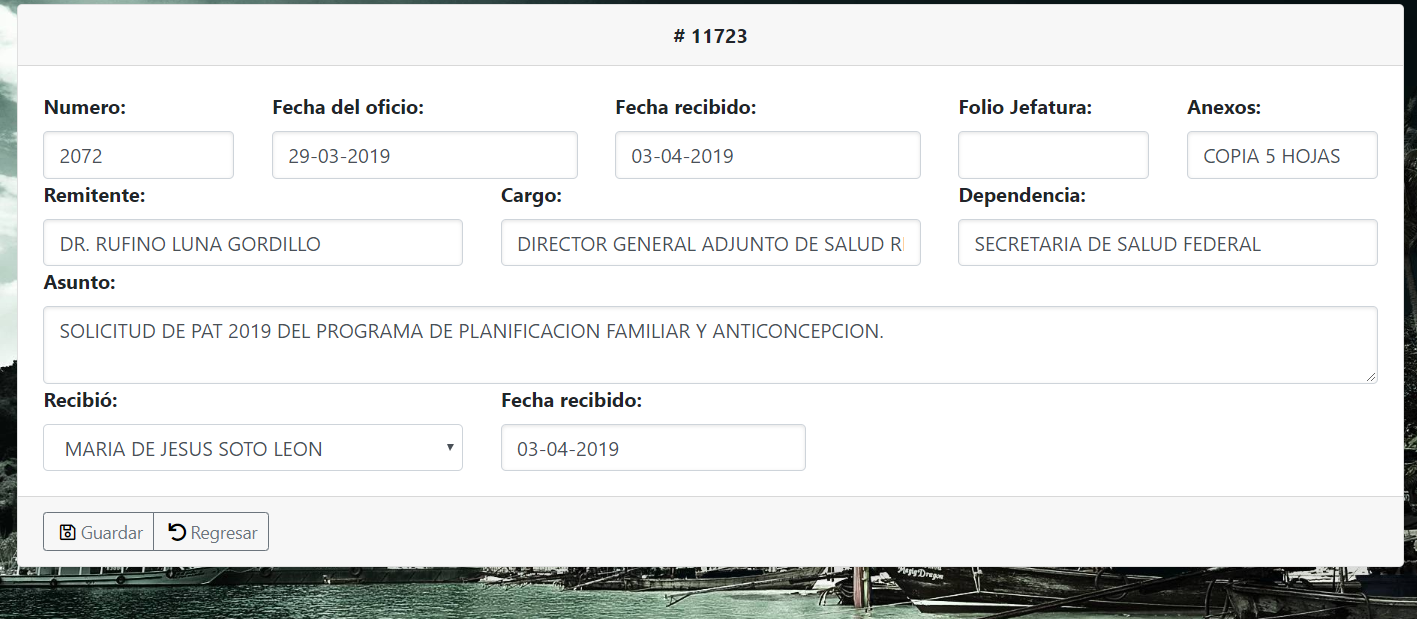 # 11723
Numero: Fecha del oficio: Fecha recibido: Folio Jefatura: Anexos:
2072 29-03-2019 03-04-2019 COPIA 5 HOJAS
Remitente: Cargo: Dependencia:
DR. RUFINO LUNA GORDILLO DIRECTOR GENERAL ADJUNTO DE SALUD SECRETARIA DE SALUD FEDERAL
Asunto:
SOLICITUD DE PAT 2019 DEL PROGRAMA DE PLANIFICACION FAMILIAR Y ANTICONCEPCION.
Recibió: Fecha recibido:
MARIA DE JESUS SOTO LEON 03-04-2019
Guardar Regresar